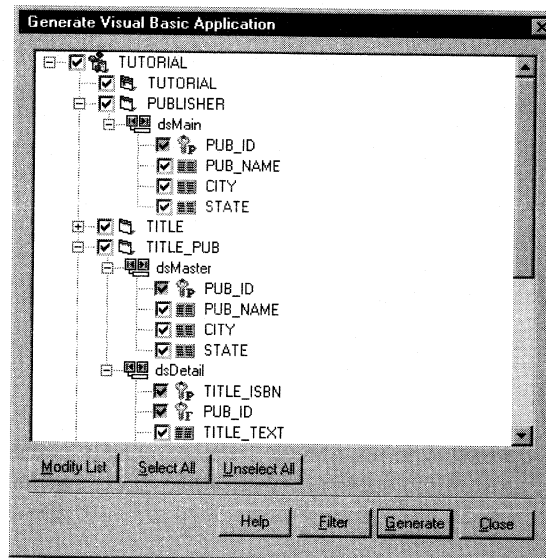 Generate Visual Basic Application
TUTORIAL
TUTORIAL
PUBLISHER
dsMain
PUB_ID
PUB_NAME
CITY
STATE
TITLE
TITLE_PUB
dsMaster
PUB_ID
PUB_NAME
CITY
STATE
dsDetail
TITLE_ISBN
PUB_ID
TITLE_TEXT
Modify List Select All Unselect All
Help Filter Generate Close